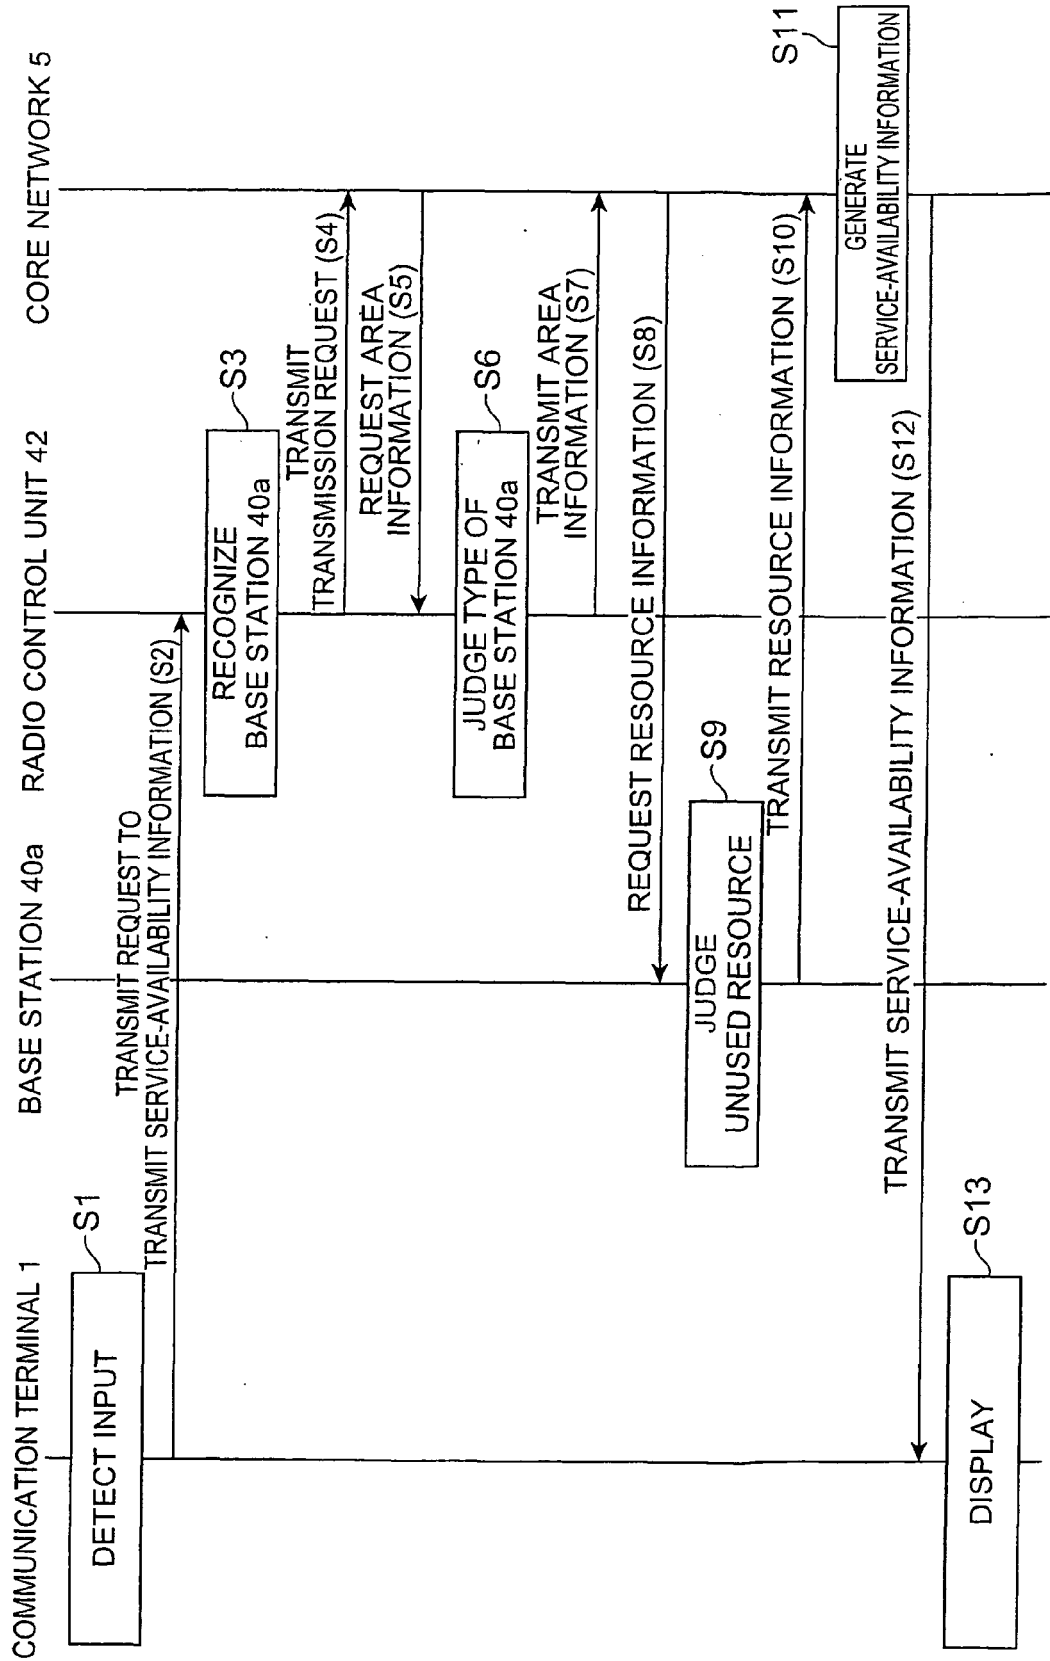 COMMUNICATION TERMINAL 1
BASE STATION 40a
RADIO CONTROL UNIT 42
CORE NETWORK 5
DETECT INPUT
S1
TRANSMIT REQUEST TO
TRANSMIT SERVICE-AVAILABILITY INFORMATION (S2)
RECOGNIZE
BASE STATION 40a
S3
TRANSMIT
TRANSMISSION REQUEST (S4)
REQUEST AREA
INFORMATION (S5)
JUDGE TYPE OF
BASE STATION 40a
S6
TRANSMIT AREA
INFORMATION (S7)
REQUEST RESOURCE INFORMATION (S8)
JUDGE
UNUSED RESOURCE
S9
TRANSMIT RESOURCE INFORMATION (S10)
GENERATE
SERVICE-AVAILABILITY INFORMATION
S11
TRANSMIT SERVICE-AVAILABILITY INFORMATION (S12)
DISPLAY
S13